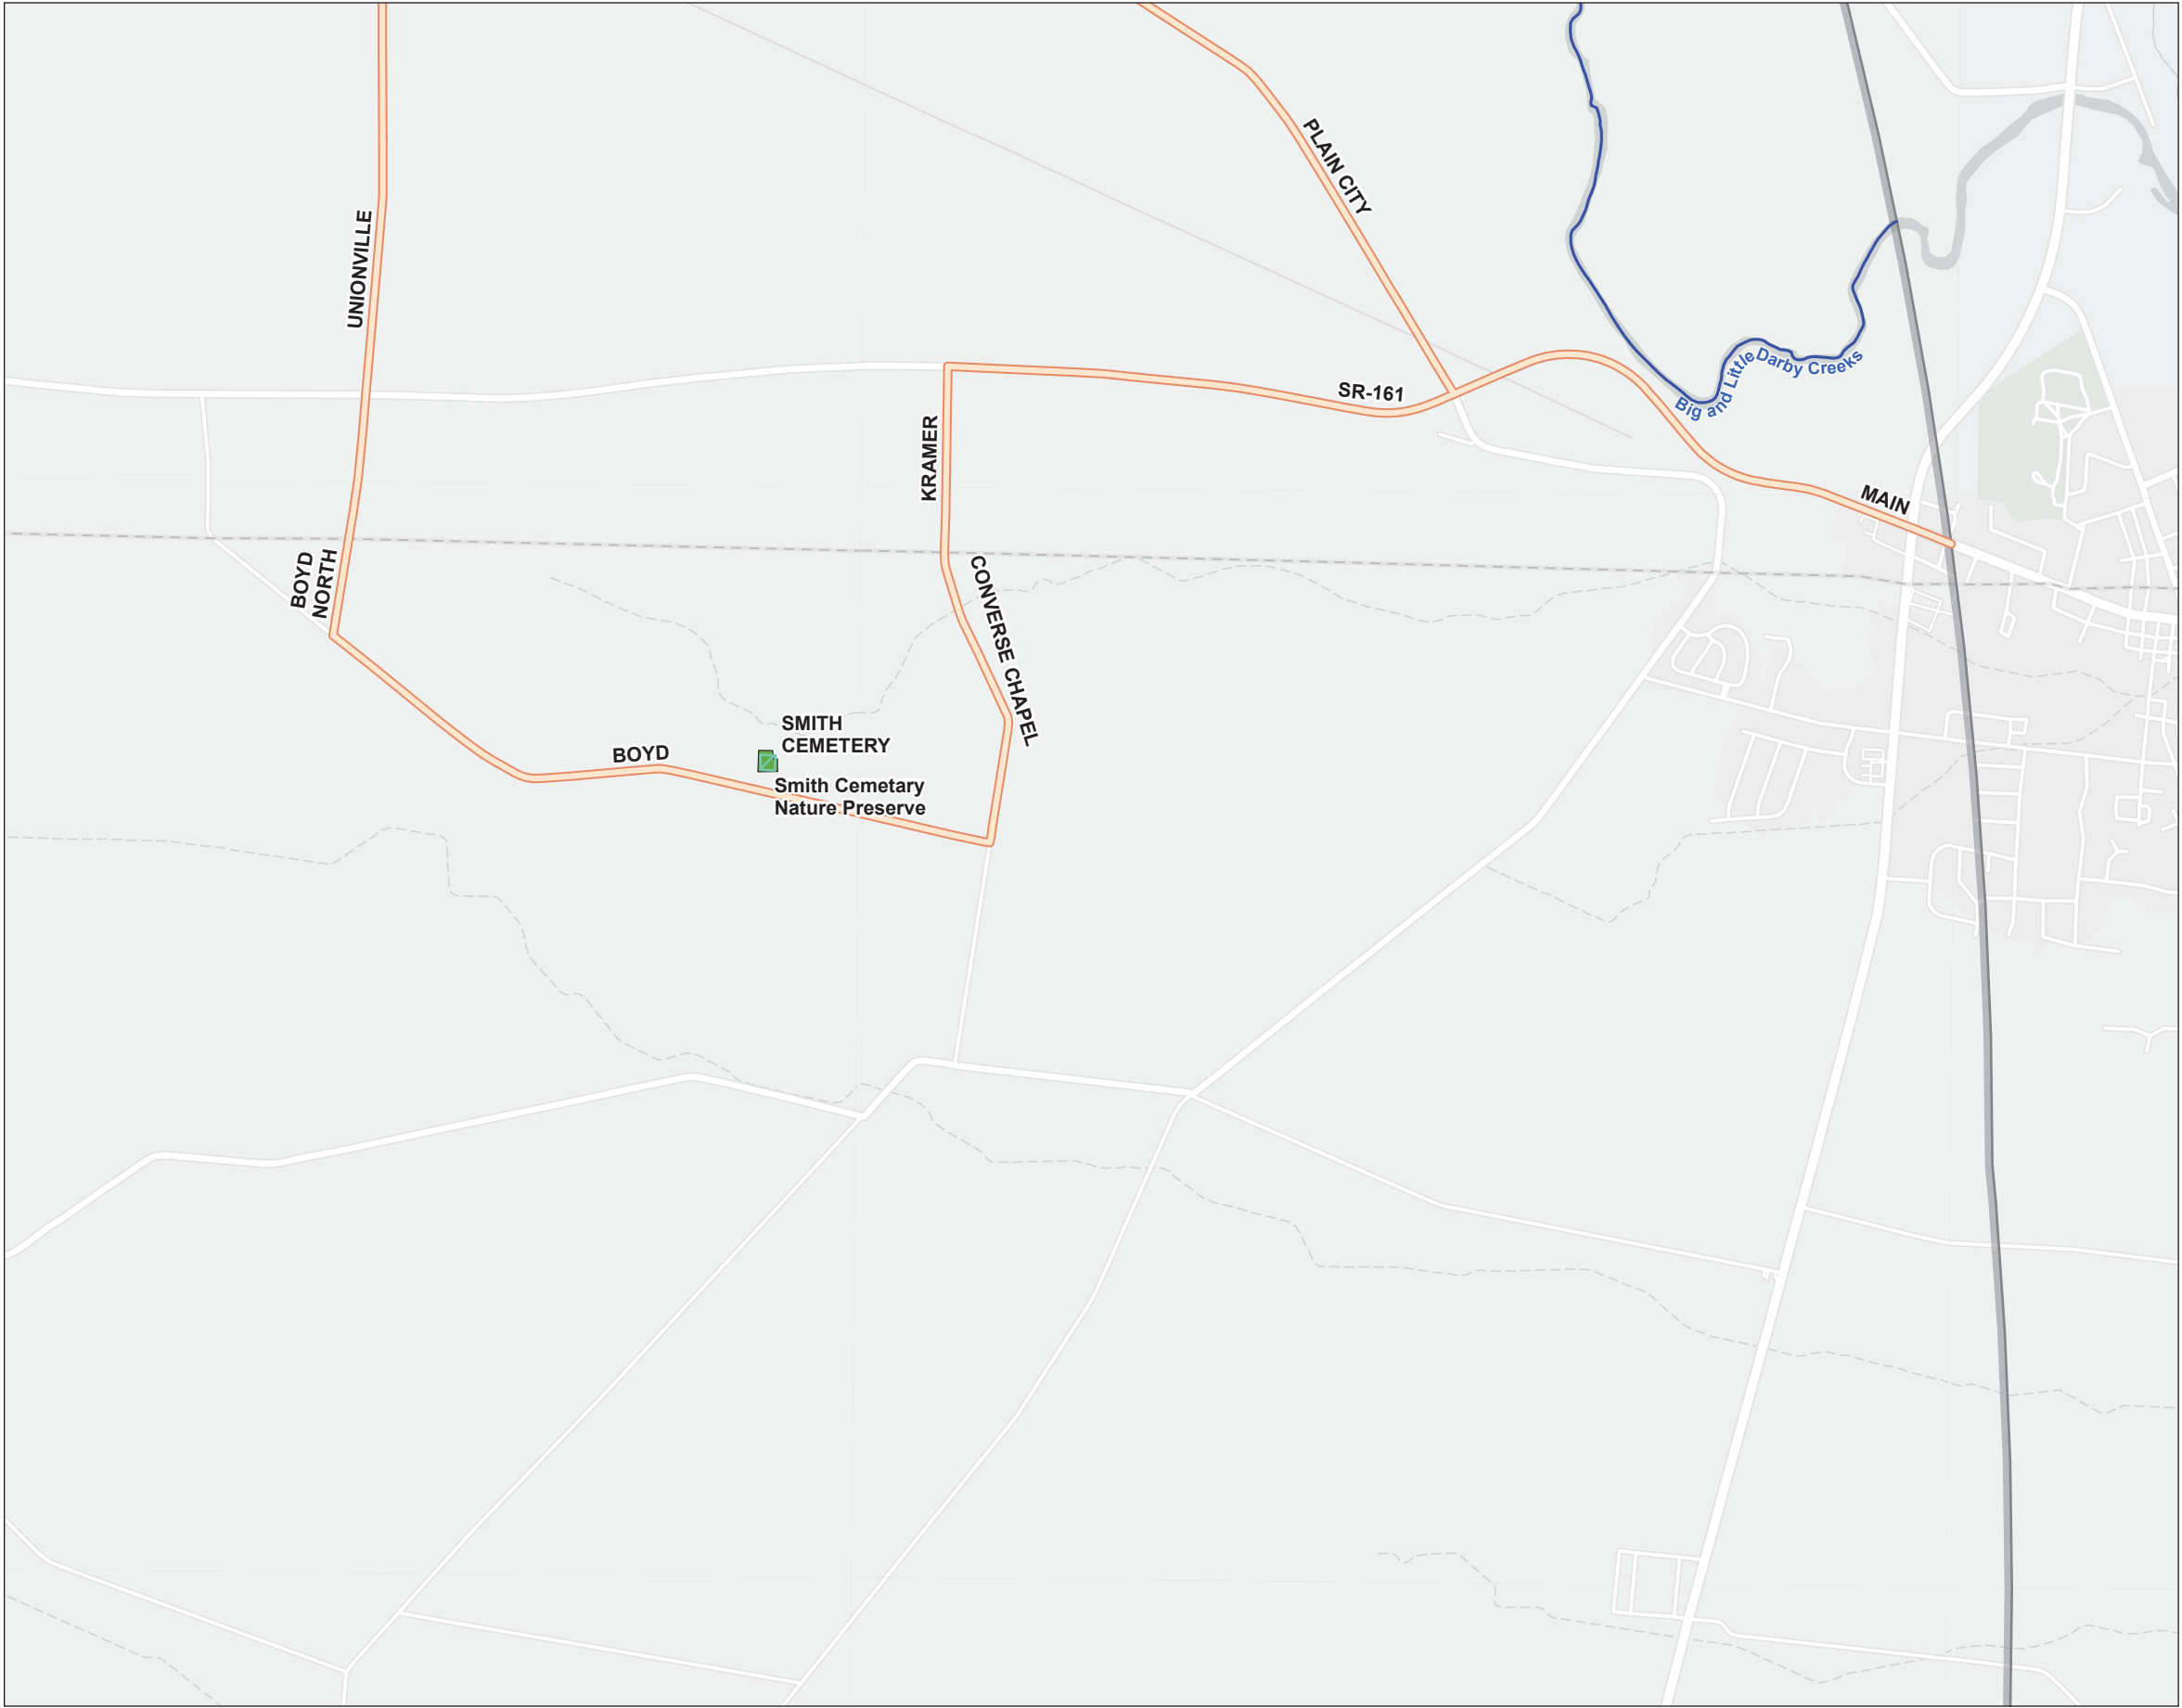 PLAIN CITY
UNIONVILLE
Big and Little Darby Creeks
SR-161
KRAMER
MAIN
BOYD
NORTH
CONVERSE CHAPEL
SMITH
CEMETERY
BOYD
Smith Cemetary
Nature Preserve